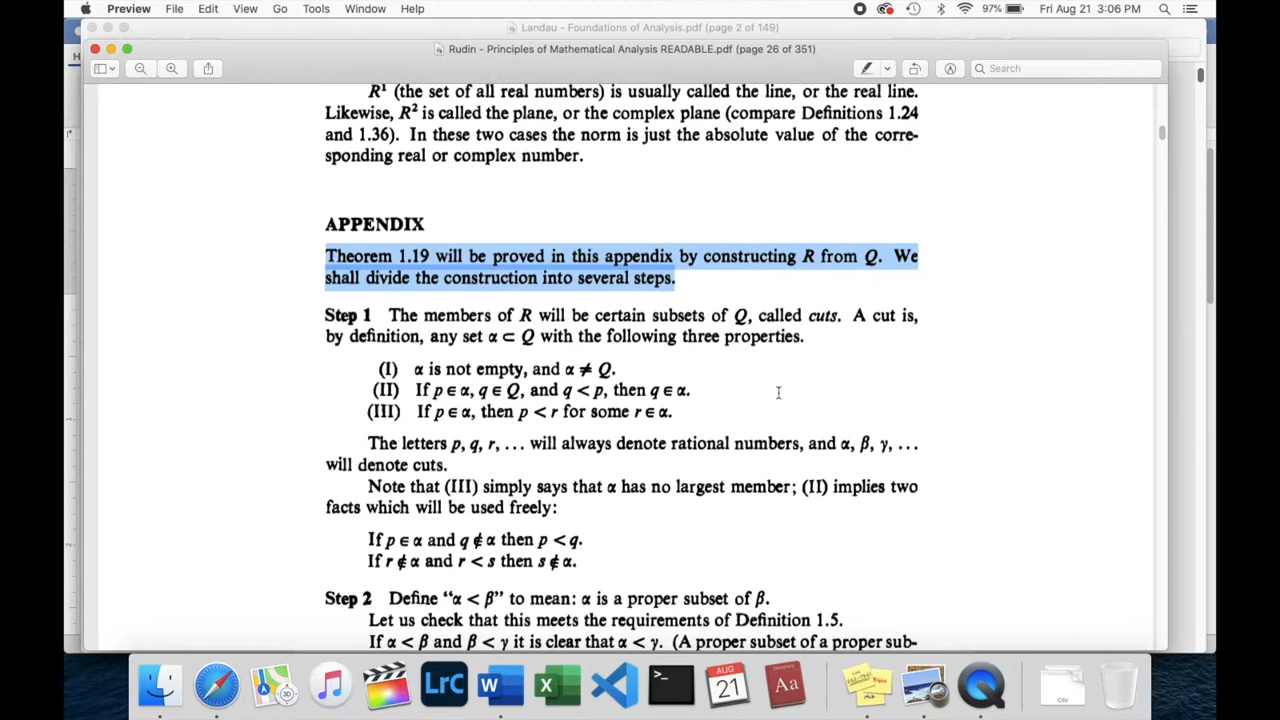 Preview File Edit View Go Tools Window Help 97% Fri Aug 21 3:06 PM
Landau - Foundations of Analysis.pdf (page 2 of 149)
Rudin - Principles of Mathematical Analysis READABLE.pdf (page 26 of 351)
Search
R¹ (the set of all real numbers) is usually called the line, or the real line.
Likewise, R² is called the plane, or the complex plane (compare Definitions 1.24
and 1.36). In these two cases the norm is just the absolute value of the corre-
sponding real or complex number.
APPENDIX
Theorem 1.19 will be proved in this appendix by constructing R from Q. We
shall divide the construction into several steps.
Step 1 The members of R will be certain subsets of Q, called cuts. A cut is,
by definition, any set α ⊂ Q with the following three properties.
(I) α is not empty, and α ≠ Q.
(II) If p ∈ α, q ∈ Q, and q < p, then q ∈ α.
(III) If p ∈ α, then p < r for some r ∈ α.
The letters p, q, r, ... will always denote rational numbers, and α, β, γ, ...
will denote cuts.
Note that (III) simply says that α has no largest member; (II) implies two
facts which will be used freely:
If p ∈ α and q ∉ α then p < q.
If r ∉ α and r < s then s ∉ α.
Step 2 Define “α < β” to mean: α is a proper subset of β.
Let us check that this meets the requirements of Definition 1.5.
If α < β and β < γ it is clear that α < γ. (A proper subset of a proper sub-
3D
LrC
W
X
>_
AUG
21
Dictionary
Aa
CSV